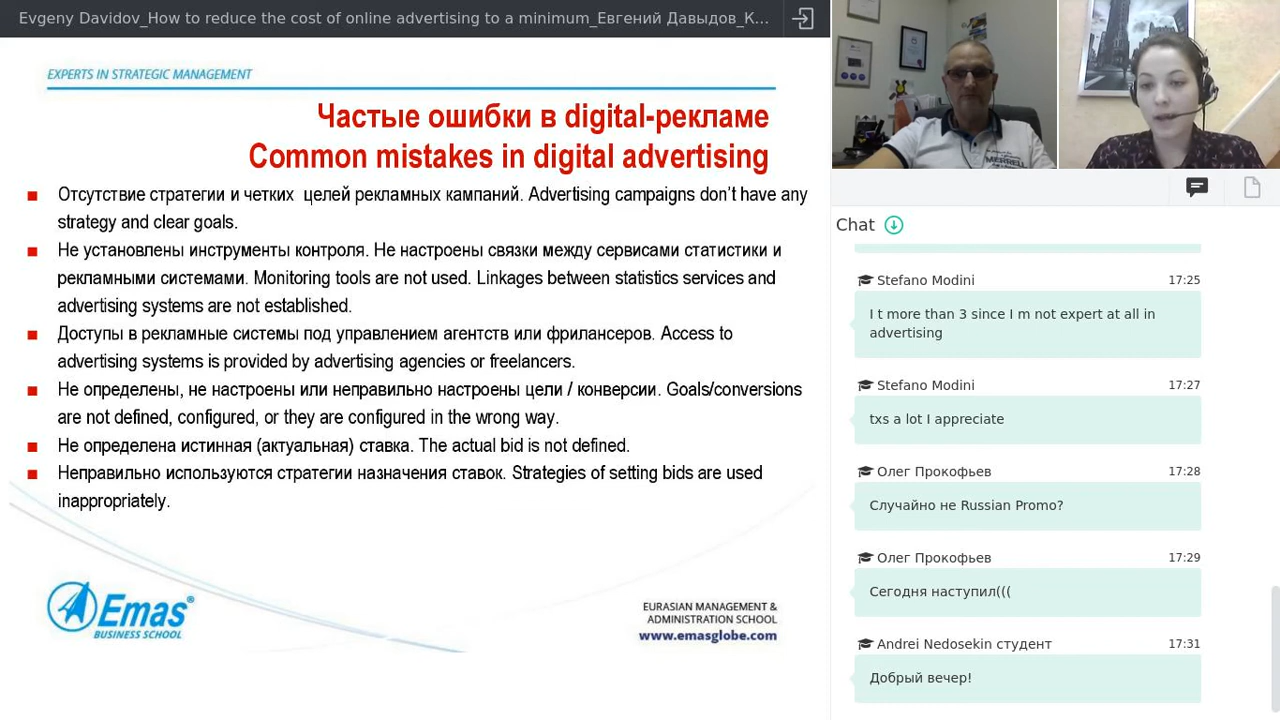 Evgeny Davidov_How to reduce the cost of online advertising to a minimum_Евгений Давыдов_К...
EXPERTS IN STRATEGIC MANAGEMENT
Частые ошибки в digital-рекламе
Common mistakes in digital advertising
Отсутствие стратегии и четких целей рекламных кампаний. Advertising campaigns don't have any
strategy and clear goals.
Не установлены инструменты контроля. Не настроены связки между сервисами статистики и
рекламными системами. Monitoring tools are not used. Linkages between statistics services and
advertising systems are not established.
Доступы в рекламные системы под управлением агентств или фрилансеров. Access to
advertising systems is provided by advertising agencies or freelancers.
Не определены, не настроены или неправильно настроены цели / конверсии. Goals/conversions
are not defined, configured, or they are configured in the wrong way.
Не определена истинная (актуальная) ставка. The actual bid is not defined.
Неправильно используются стратегии назначения ставок. Strategies of setting bids are used
inappropriately.
Emas®
BUSINESS SCHOOL
EURASIAN MANAGEMENT &
ADMINISTRATION SCHOOL
www.emasglobe.com
MERRELL
Chat
Stefano Modini 17:25
I t more than 3 since I m not expert at all in
advertising
Stefano Modini 17:27
txs a lot I appreciate
Олег Прокофьев 17:28
Случайно не Russian Promo?
Олег Прокофьев 17:29
Сегодня наступил(((
Andrei Nedosekin студент 17:31
Добрый вечер!